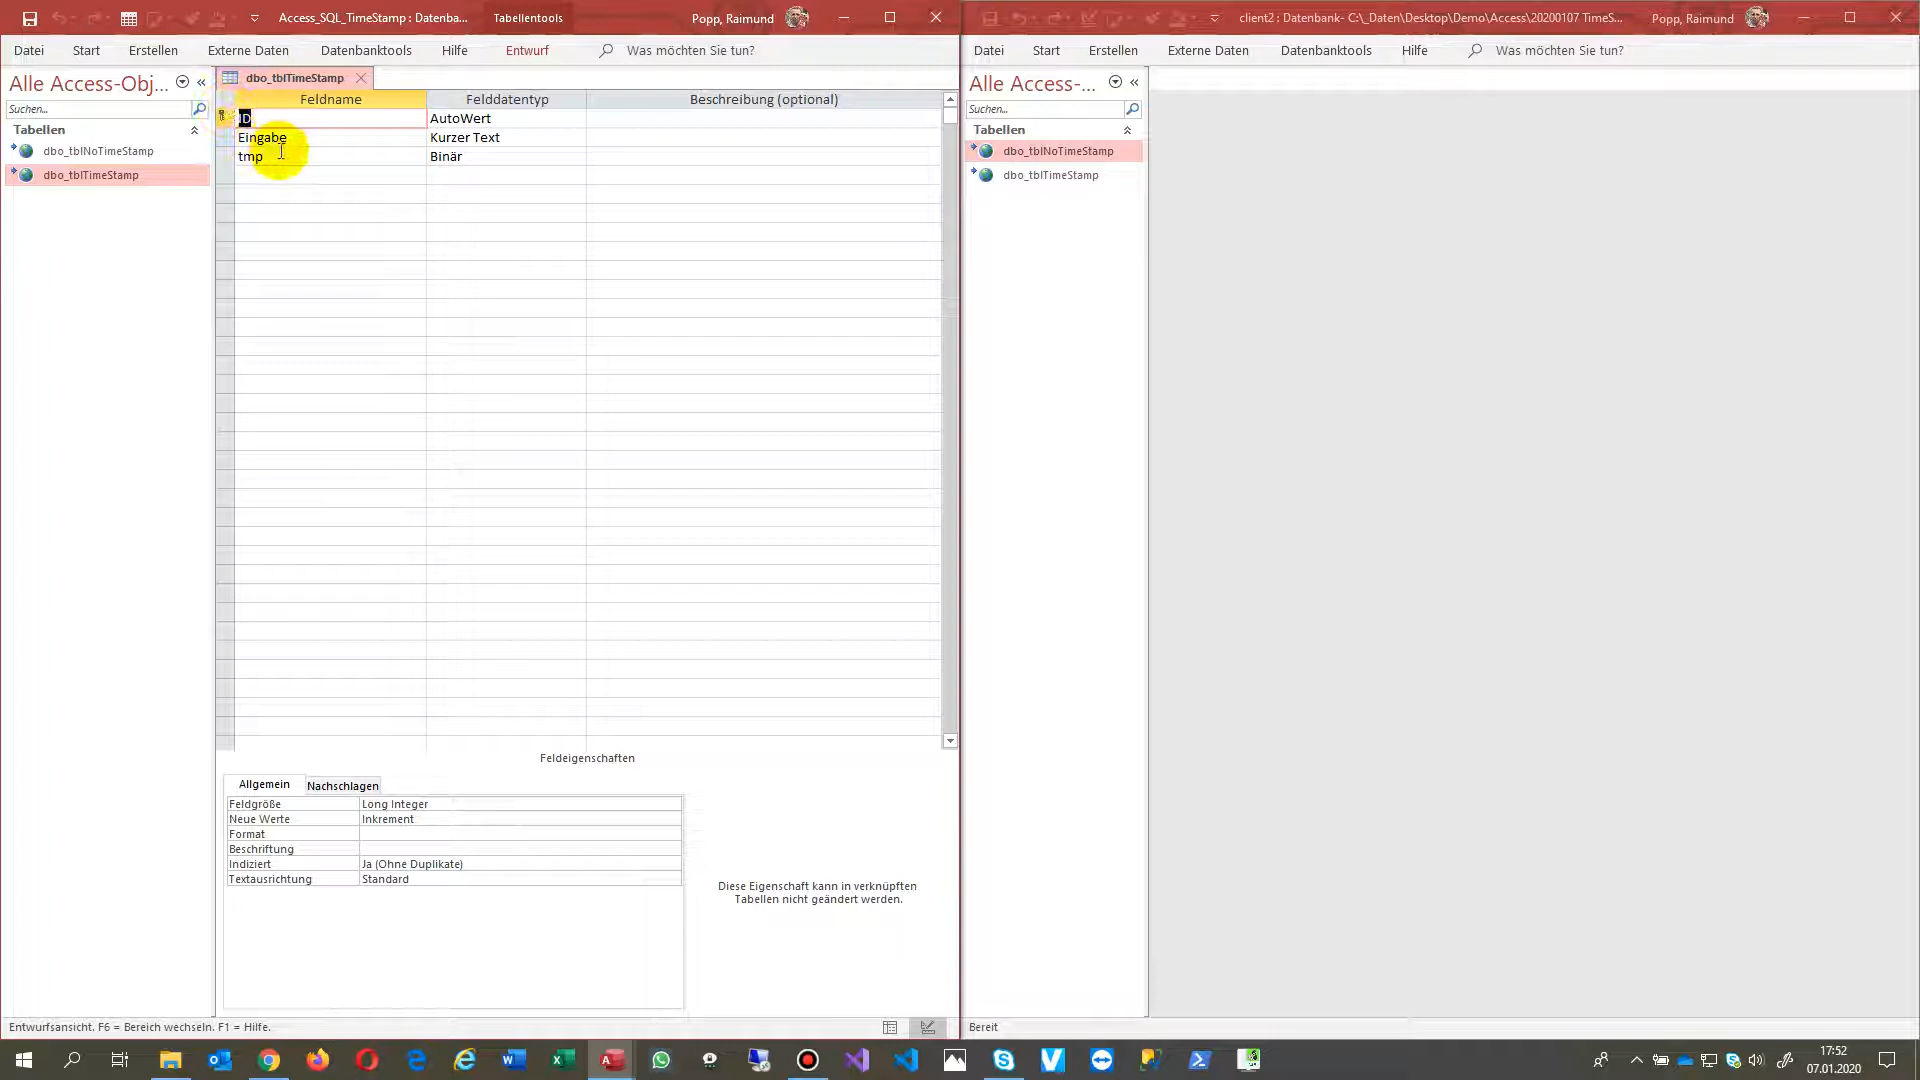 Access_SQL_TimeStamp : Datenba...
Tabellentools
Popp, Raimund
Datei Start Erstellen Externe Daten Datenbanktools Hilfe Entwurf Was möchten Sie tun?
Alle Access-Obj...
Suchen...
Tabellen
dbo_tblNoTimeStamp
dbo_tblTimeStamp
dbo_tblTimeStamp
Feldname Felddatentyp Beschreibung (optional)
ID AutoWert
Eingabe Kurzer Text
tmp Binär
Feldeigenschaften
Allgemein Nachschlagen
Feldgröße Long Integer
Neue Werte Inkrement
Format
Beschriftung
Indiziert Ja (Ohne Duplikate)
Textausrichtung Standard
Diese Eigenschaft kann in verknüpften
Tabellen nicht geändert werden.
Entwurfsansicht. F6 = Bereich wechseln. F1 = Hilfe.
client2 : Datenbank- C:\_Daten\Desktop\Demo\Access\20200107 TimeS...
Popp, Raimund
Datei Start Erstellen Externe Daten Datenbanktools Hilfe Was möchten Sie tun?
Alle Access-...
Suchen...
Tabellen
dbo_tblNoTimeStamp
dbo_tblTimeStamp
Bereit
17:52
07.01.2020